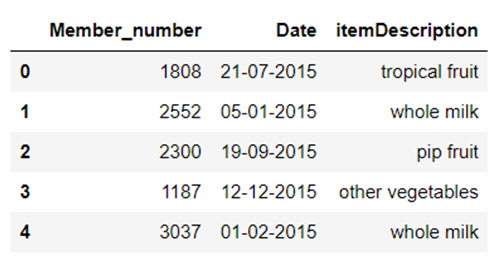 Member_number Date itemDescription
0 1808 21-07-2015 tropical fruit
1 2552 05-01-2015 whole milk
2 2300 19-09-2015 pip fruit
3 1187 12-12-2015 other vegetables
4 3037 01-02-2015 whole milk